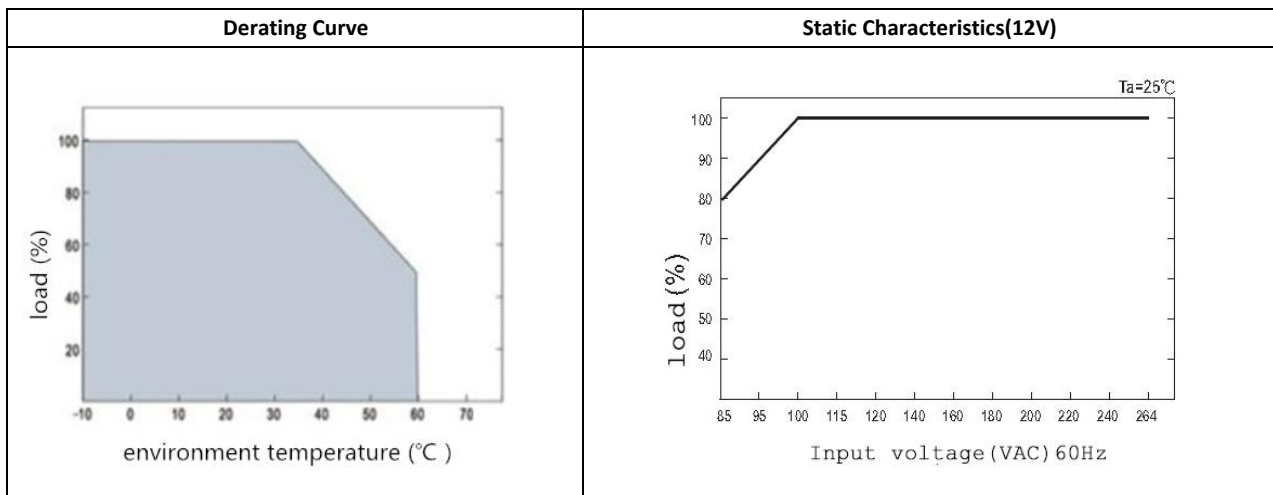 Derating Curve
Static Characteristics(12V)
100
80
60
40
20
load (%)
-10 0 10 20 30 40 50 60 70
environment temperature (℃ )
Ta=25℃
100
90
80
70
60
50
40
load(%)
85 95 100 115 120 140 160 180 200 220 240 264
Input voltage(VAC)60Hz